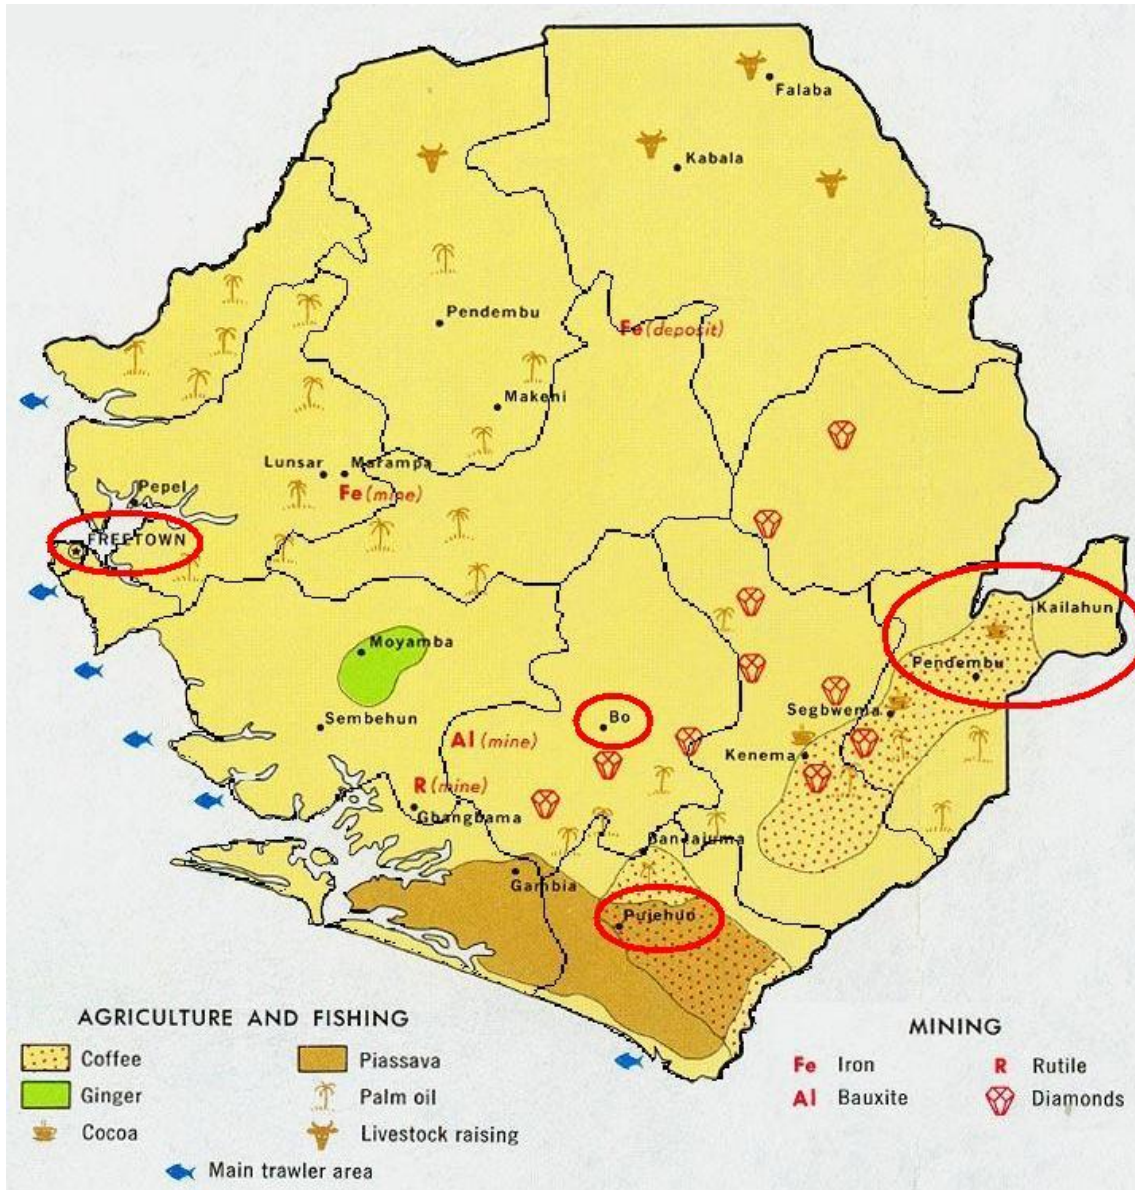 Falaba
Kabala
Pendembu
Fe (deposit)
Makeni
Lunsar
Marampa
Fe (mine)
Pepel
FREETOWN
Kailahun
Moyamba
Pendembu
Segbwema
Bo
Sembehun
Al (mine)
Kenema
R (mine)
Gbangbama
Bandajuma
Gambia
Pujehun
AGRICULTURE AND FISHING
Coffee
Piassava
Ginger
Palm oil
Cocoa
Livestock raising
Main trawler area
MINING
Fe Iron
R Rutile
Al Bauxite
Diamonds